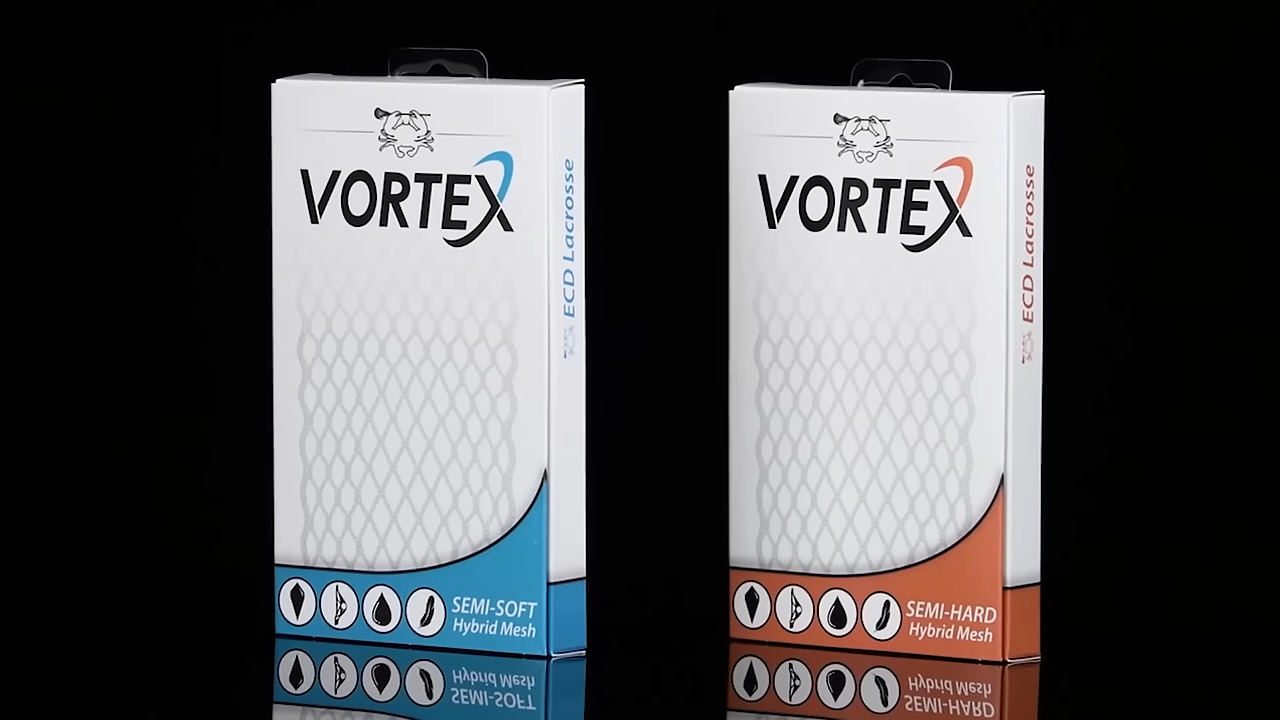 VORTEX
ECD Lacrosse
SEMI-SOFT
Hybrid Mesh
VORTEX
ECD Lacrosse
SEMI-HARD
Hybrid Mesh